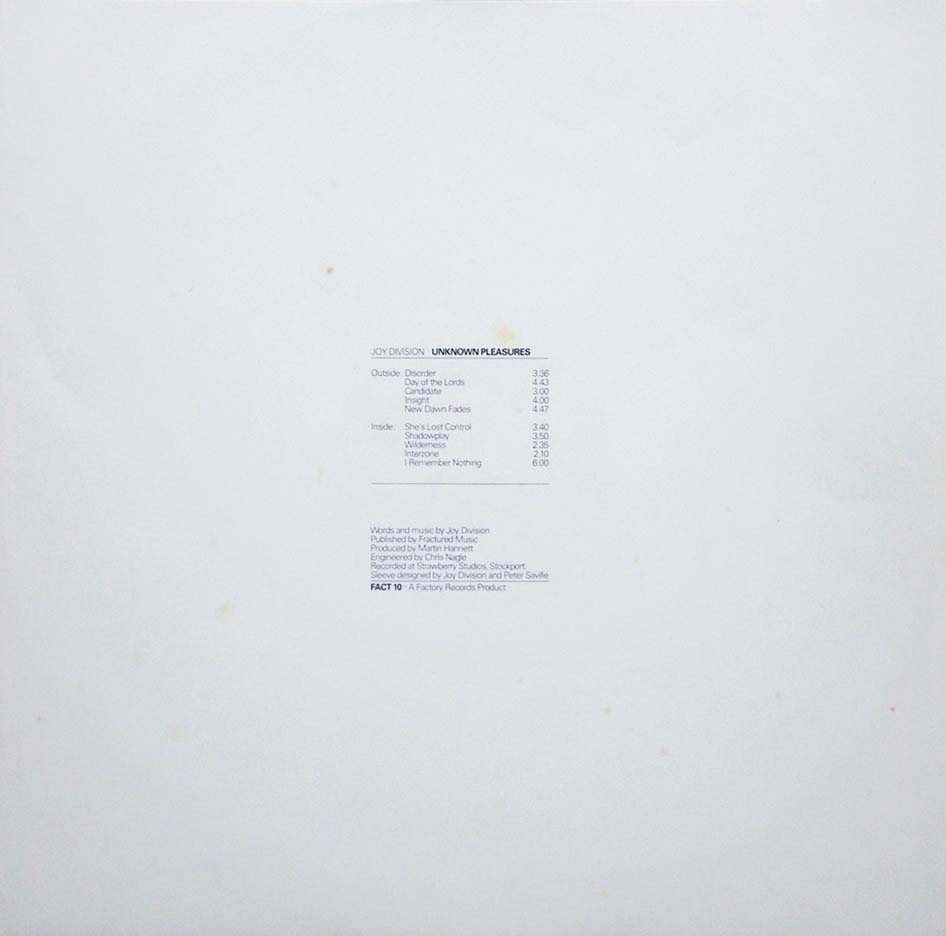 JOY DIVISION UNKNOWN PLEASURES
Outside: Disorder 3.36
Day of the Lords 4.43
Candidate 3.00
Insight 4.00
New Dawn Fades 4.47
Inside: She's Lost Control 3.40
Shadowplay 3.50
Wilderness 2.35
Interzone 2.10
I Remember Nothing 6.00
Words and music by Joy Division
Published by Fractured Music
Produced by Martin Hannett
Engineered by Chris Nagle
Recorded at Strawberry Studios, Stockport.
Sleeve designed by Joy Division and Peter Saville
FACT 10 · A Factory Records Product